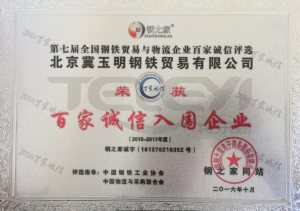 钢之家
第七届全国钢铁贸易与物流企业百家诚信评选
北京冀玉明钢铁贸易有限公司
荣 获
百家诚信入围企业
(2016-2017年度)
钢之家诚字(181370216352号)
评选指导:中国钢铁工业协会
中国物流与采购联合会
钢之家网站
二〇一六年十月